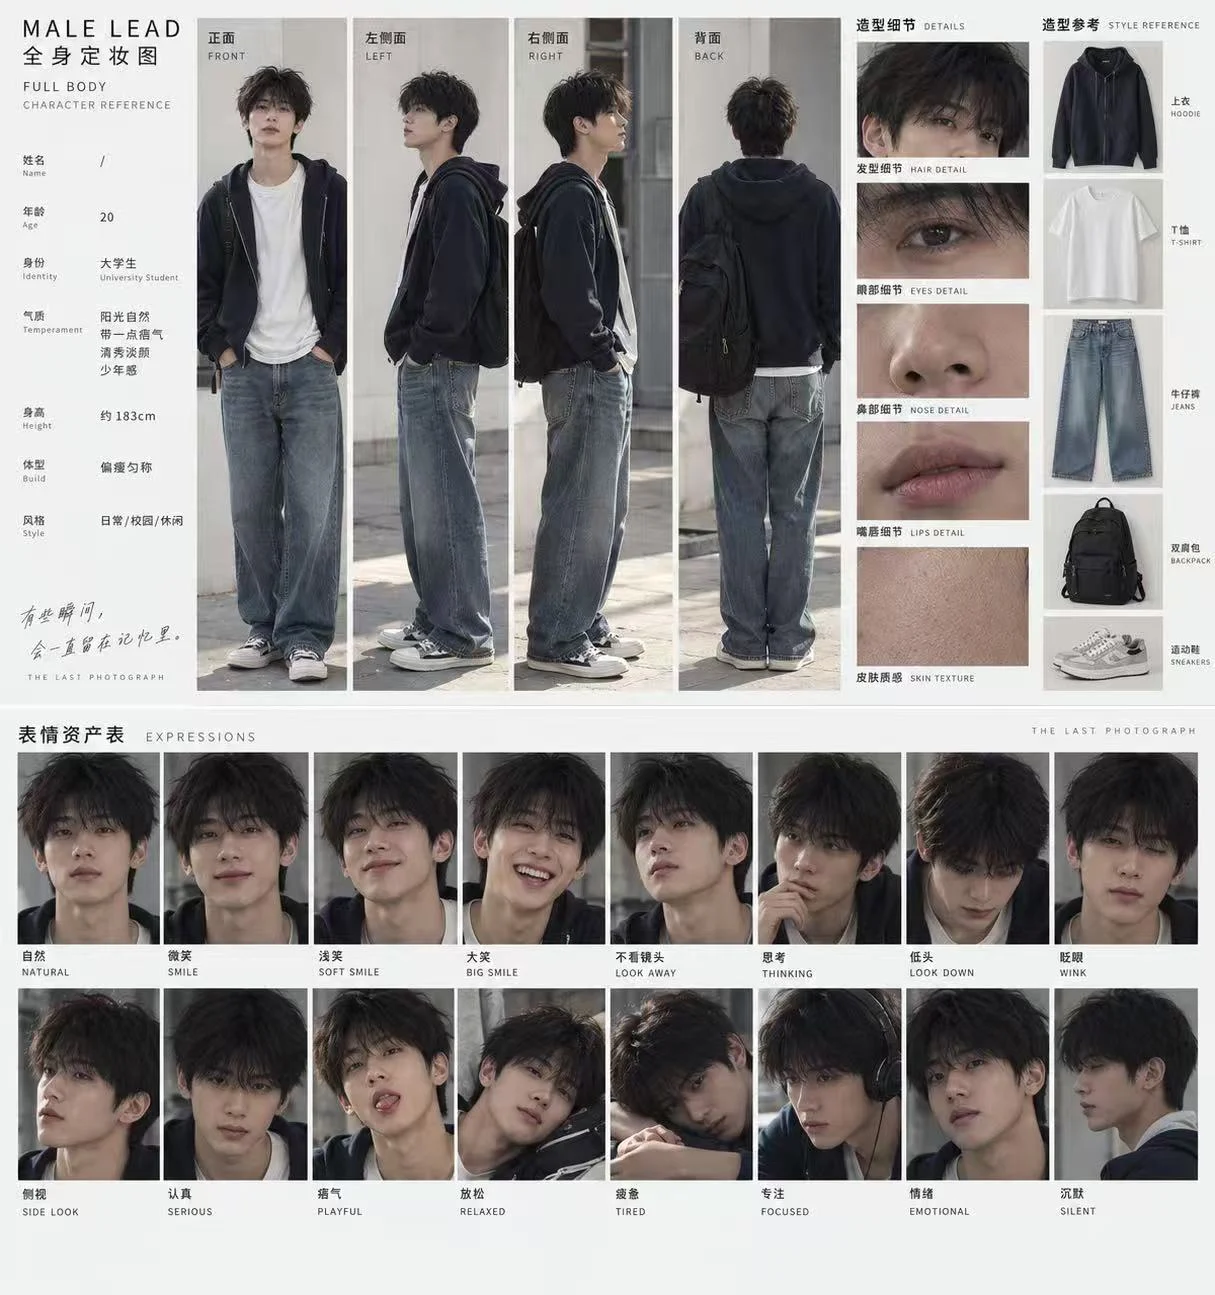 MALE LEAD
全身定妆图
FULL BODY
CHARACTER REFERENCE
姓名
Name
/
年龄
Age
20
身份
Identity
大学生
University Student
气质
Temperament
阳光自然
带一点痞气
清秀淡颜
少年感
身高
Height
约 183cm
体型
Build
偏瘦匀称
风格
Style
日常/校园/休闲
有些瞬间,
会一直留在记忆里。
THE LAST PHOTOGRAPH
正面
FRONT
左侧面
LEFT
右侧面
RIGHT
背面
BACK
造型细节 DETAILS
发型细节 HAIR DETAIL
眼部细节 EYES DETAIL
鼻部细节 NOSE DETAIL
嘴唇细节 LIPS DETAIL
皮肤质感 SKIN TEXTURE
造型参考 STYLE REFERENCE
上衣
HOODIE
T恤
T-SHIRT
牛仔裤
JEANS
双肩包
BACKPACK
运动鞋
SNEAKERS
表情资产表 EXPRESSIONS
THE LAST PHOTOGRAPH
自然
NATURAL
微笑
SMILE
浅笑
SOFT SMILE
大笑
BIG SMILE
不看镜头
LOOK AWAY
思考
THINKING
低头
LOOK DOWN
眨眼
WINK
侧视
SIDE LOOK
认真
SERIOUS
痞气
PLAYFUL
放松
RELAXED
疲惫
TIRED
专注
FOCUSED
情绪
EMOTIONAL
沉默
SILENT